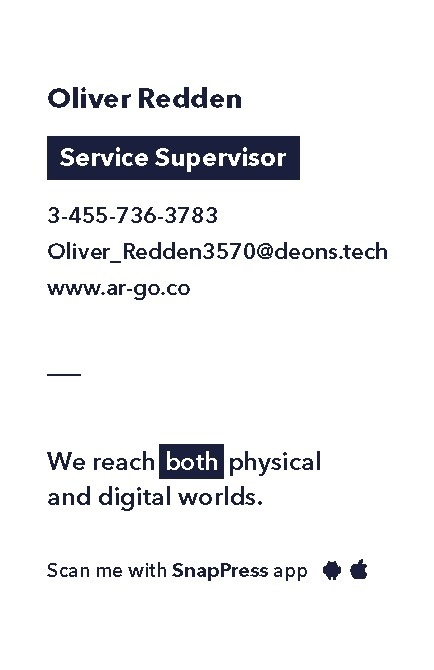 Oliver Redden
Service Supervisor
3-455-736-3783
Oliver_Redden3570@deons.tech
www.ar-go.co
We reach both physical
and digital worlds.
Scan me with SnapPress app